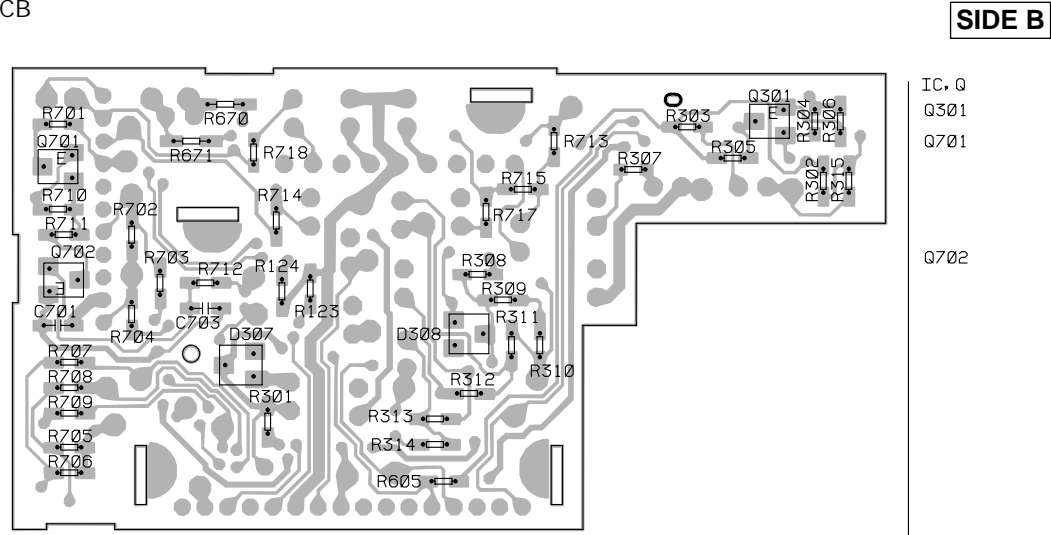 CB
SIDE B
IC, Q
Q301
Q701
Q702
R701
Q701
E
R710
R711
Q702
E
C701
R707
R708
R709
R705
R706
R670
R671
R718
R702
R714
R703
R712
R124
R123
R704
C703
D307
R301
R713
R715
R717
R308
R309
R311
D308
R310
R312
R313
R314
R605
R303
R307
R305
Q301
E
R304
R306
R302
R315